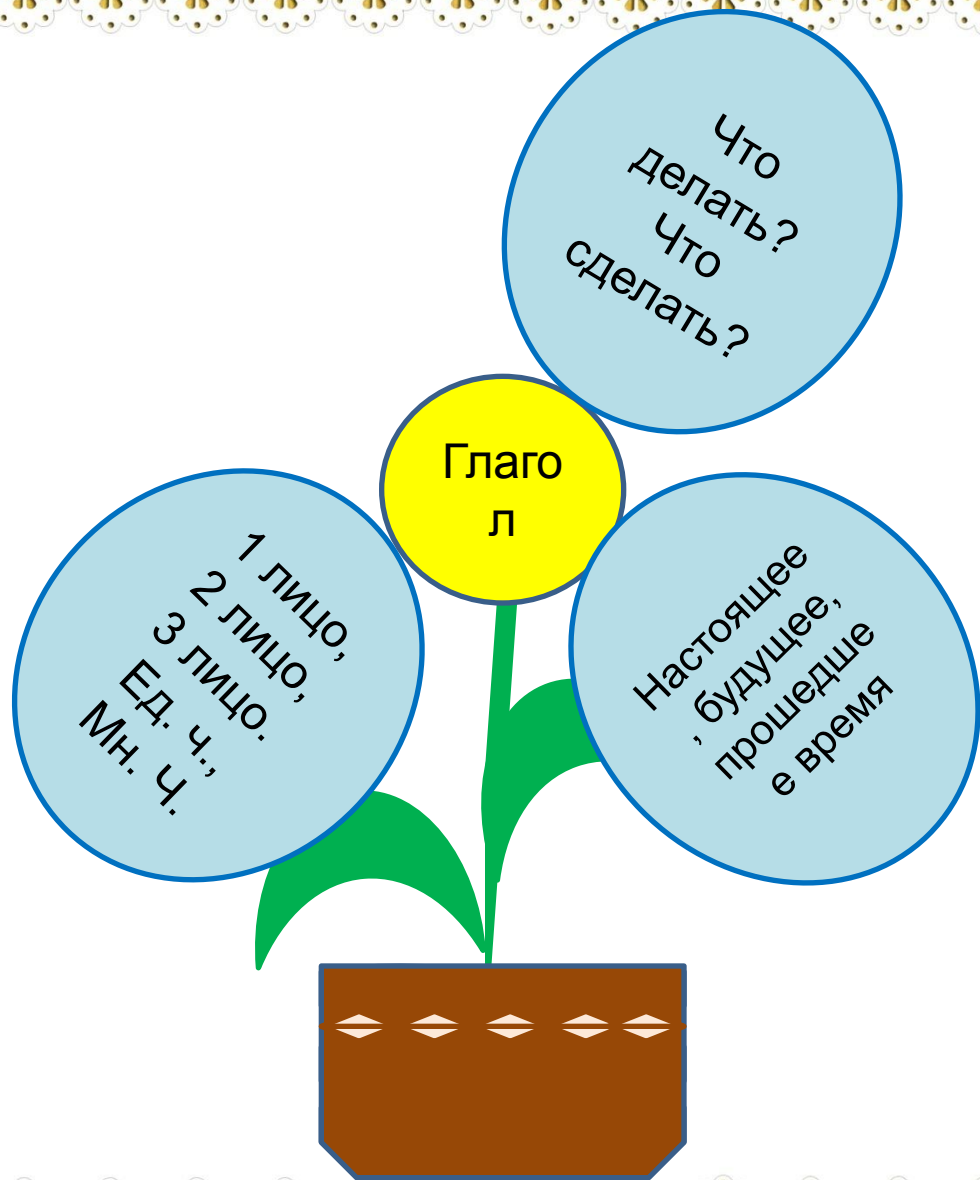 Что
делать?
Что
сделать?
Глаго
л
1 лицо,
2 лицо,
3 лицо.
Ед. ч.,
Мн. Ч.
Настоящее
, будущее,
прошедше
е время